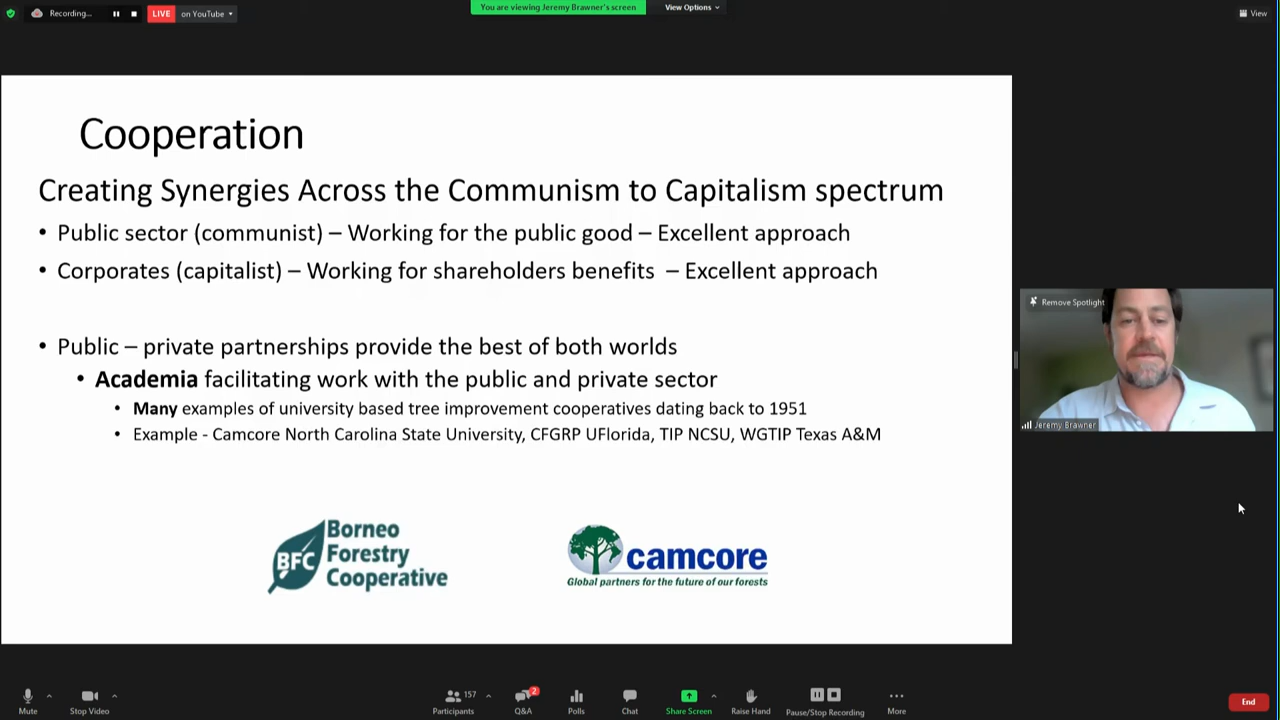 Recording...
LIVE on YouTube
You are viewing Jeremy Brawner's screen
View Options
View
Cooperation
Creating Synergies Across the Communism to Capitalism spectrum
• Public sector (communist) – Working for the public good – Excellent approach
• Corporates (capitalist) – Working for shareholders benefits – Excellent approach
• Public – private partnerships provide the best of both worlds
• Academia facilitating work with the public and private sector
• Many examples of university based tree improvement cooperatives dating back to 1951
• Example - Camcore North Carolina State University, CFGRP UFlorida, TIP NCSU, WGTIP Texas A&M
BFC
Borneo
Forestry
Cooperative
camcore
Global partners for the future of our forests
Remove Spotlight
Jeremy Brawner
Mute
Stop Video
157
Participants
2
Q&A
Polls
Chat
Share Screen
Raise Hand
Pause/Stop Recording
More
End